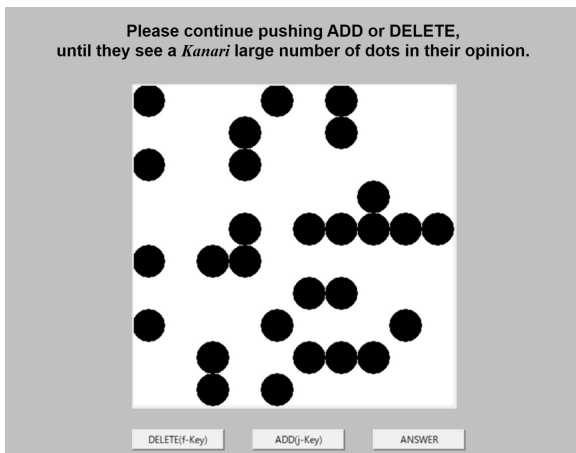 Please continue pushing ADD or DELETE,
until they see a Kanari large number of dots in their opinion.
DELETE(f-Key) ADD(j-Key) ANSWER